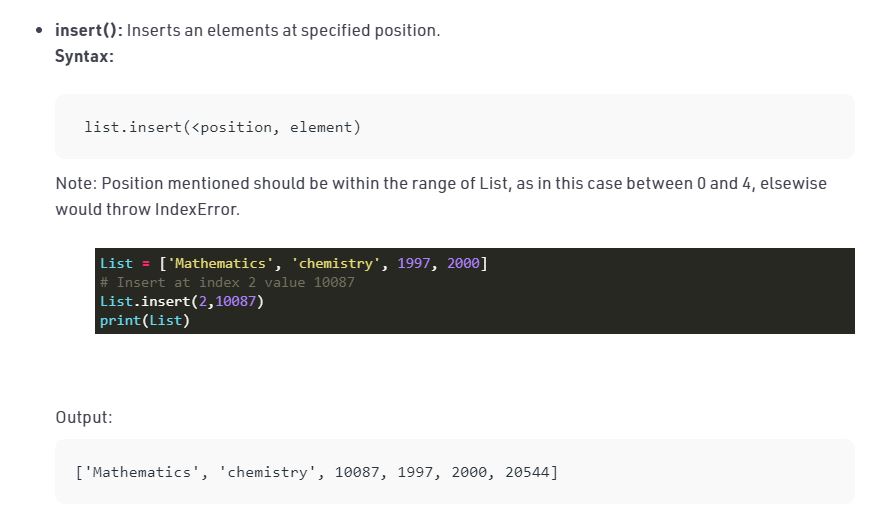 insert(): Inserts an elements at specified position.
Syntax:
list.insert(<position, element)
Note: Position mentioned should be within the range of List, as in this case between 0 and 4, elsewise
would throw IndexError.
List = ['Mathematics', 'chemistry', 1997, 2000]
# Insert at index 2 value 10087
List.insert(2,10087)
print(List)
Output:
['Mathematics', 'chemistry', 10087, 1997, 2000, 20544]